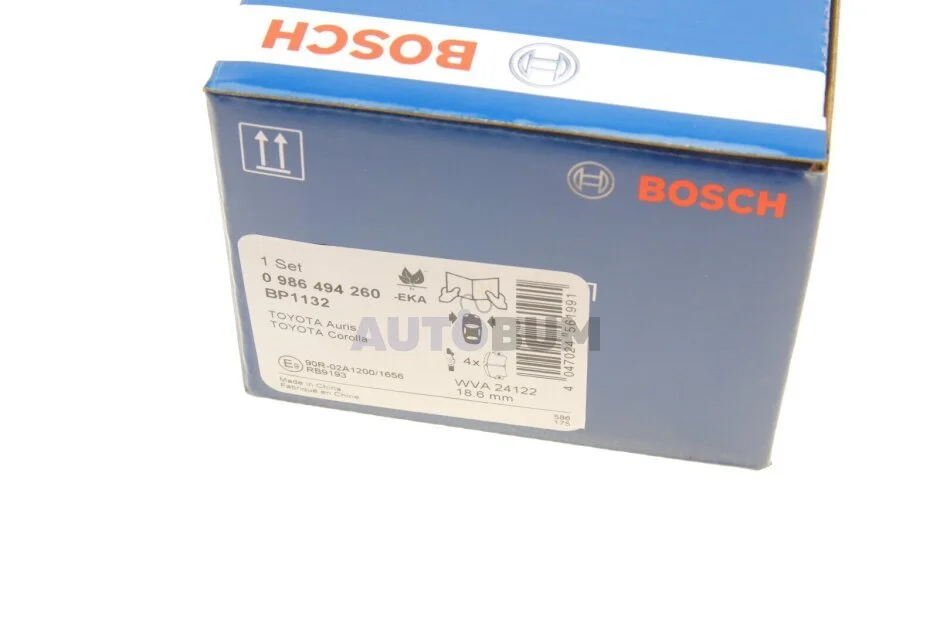 BOSCH
BOSCH
1 Set
0 986 494 260
BP1132
-EKA
TOYOTA Auris
TOYOTA Corolla
AUTOBUM
E9 90R-02A1200/1656
RB9193
Made in China
Fabriqué en Chine
4x
WVA 24122
18.6 mm
4 047024 561991
586
175